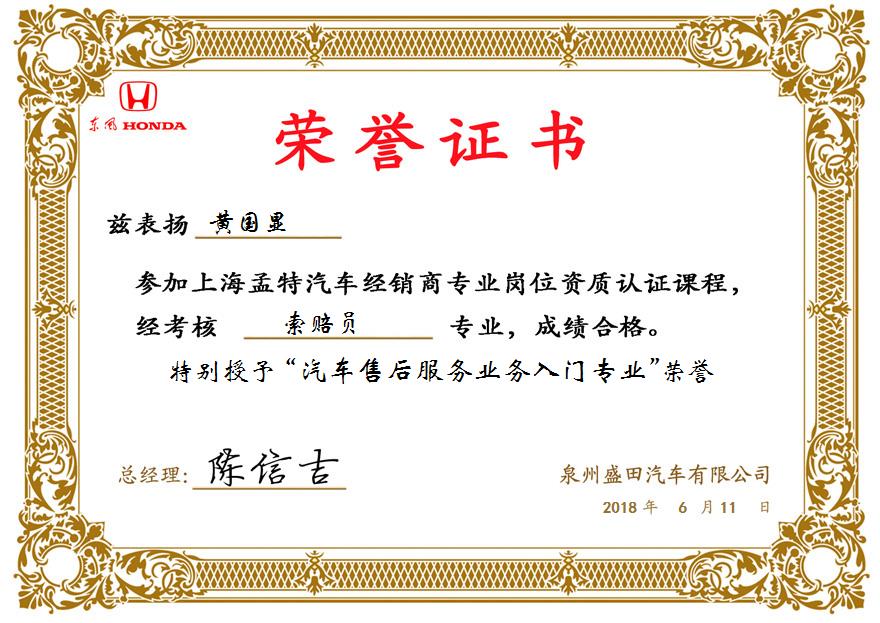 东风 HONDA
荣誉证书
兹表扬 黄国显
参加上海孟特汽车经销商专业岗位资质认证课程，
经考核 索赔员 专业，成绩合格。
特别授予“汽车售后服务业务入门专业”荣誉
总经理: 陈信吉
泉州盛田汽车有限公司
2018 年 6 月 11 日